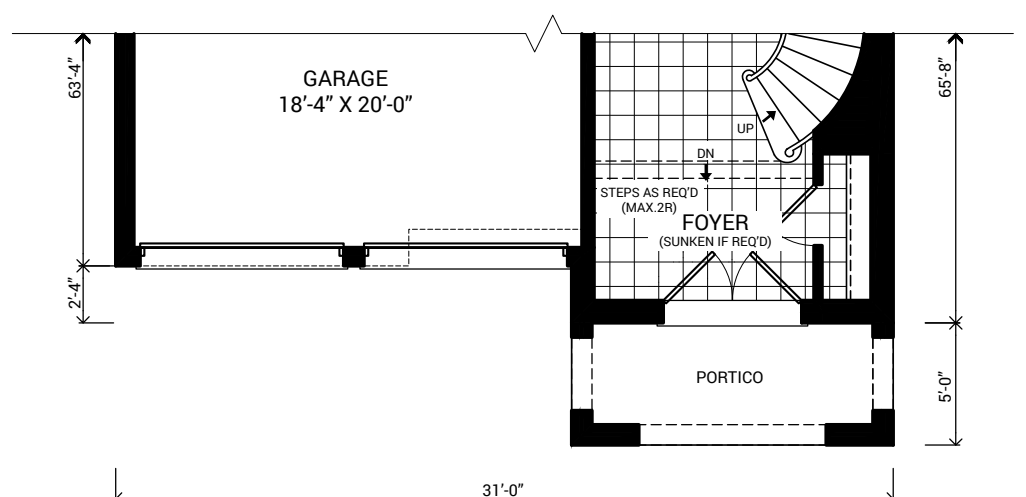 63'-4"
GARAGE
18'-4" X 20'-0"
65'-8"
UP
DN
STEPS AS REQ'D
(MAX.2R)
FOYER
(SUNKEN IF REQ'D)
2'-4"
PORTICO
5'-0"
31'-0"